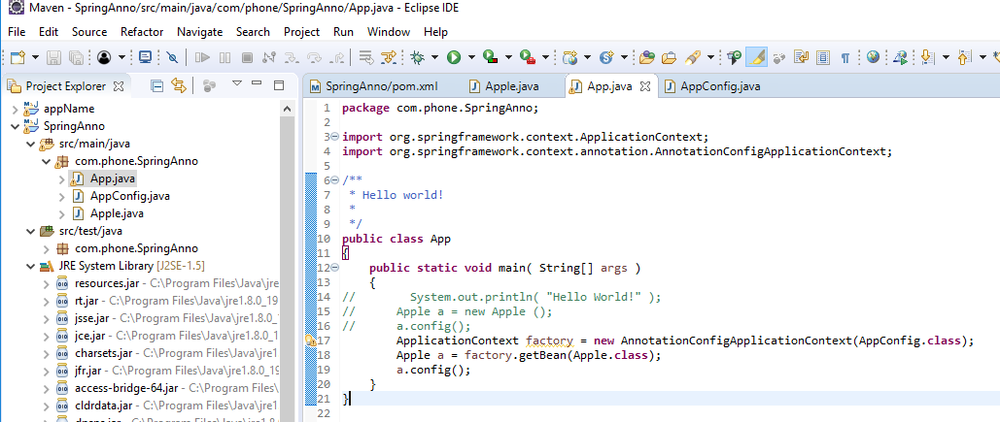 Maven - SpringAnno/src/main/java/com/phone/SpringAnno/App.java - Eclipse IDE
File Edit Source Refactor Navigate Search Project Run Window Help
Project Explorer
SpringAnno/pom.xml Apple.java App.java AppConfig.java
appName
SpringAnno
src/main/java
com.phone.SpringAnno
App.java
AppConfig.java
Apple.java
src/test/java
com.phone.SpringAnno
JRE System Library [J2SE-1.5]
resources.jar - C:\Program Files\Java\jre
rt.jar - C:\Program Files\Java\jre1.8.0_19
jsse.jar - C:\Program Files\Java\jre1.8.0
jce.jar - C:\Program Files\Java\jre1.8.0_
charsets.jar - C:\Program Files\Java\jre1
jfr.jar - C:\Program Files\Java\jre1.8.0_19
access-bridge-64.jar - C:\Program Files
cldrdata.jar - C:\Program Files\Java\jre1
1 package com.phone.SpringAnno;
2
3 import org.springframework.context.ApplicationContext;
4 import org.springframework.context.annotation.AnnotationConfigApplicationContext;
5
6 /**
7 * Hello world!
8 *
9 */
10 public class App
11 {
12 public static void main( String[] args )
13 {
14 // System.out.println( "Hello World!" );
15 // Apple a = new Apple ();
16 // a.config();
17 ApplicationContext factory = new AnnotationConfigApplicationContext(AppConfig.class);
18 Apple a = factory.getBean(Apple.class);
19 a.config();
20 }
21 }
22